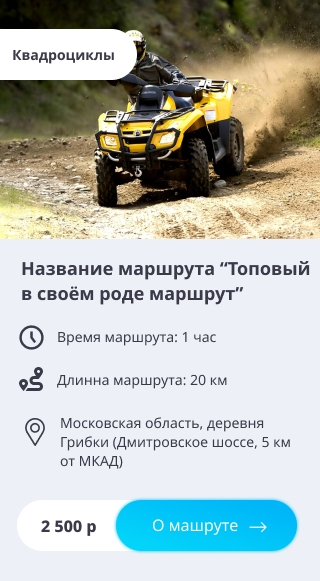 Квадроциклы
Название маршрута “Топовый
в своём роде маршрут”
Время маршрута: 1 час
Длинна маршрута: 20 км
Московская область, деревня
Грибки (Дмитровское шоссе, 5 км
от МКАД)
2 500 р
О машруте →